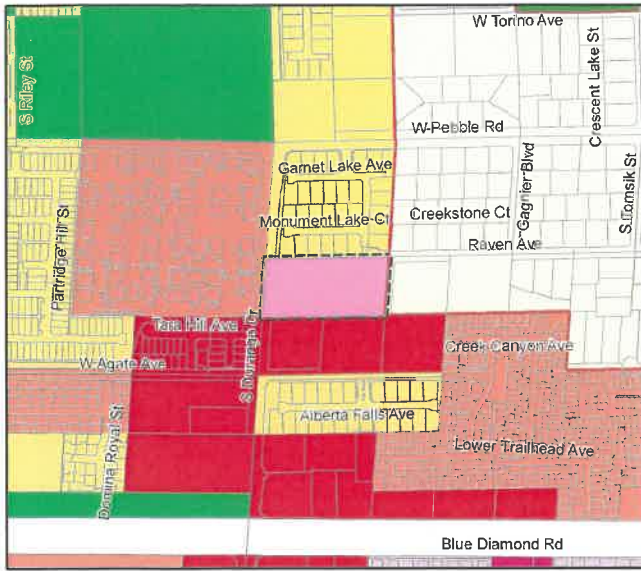 W Torino Ave
S Riley St
Crescent Lake St
W Pebble Rd
Garnet Lake Ave
Gagnier Blvd
S Tomsik St
Monument Lake Ct
Creekstone Ct
Partridge Hill St
Raven Ave
Tara Hill Ave
S Durango Dr
Creek Canyon Ave
W Agate Ave
Alberta Falls Ave
Domina Royal St
Lower Trailhead Ave
Blue Diamond Rd